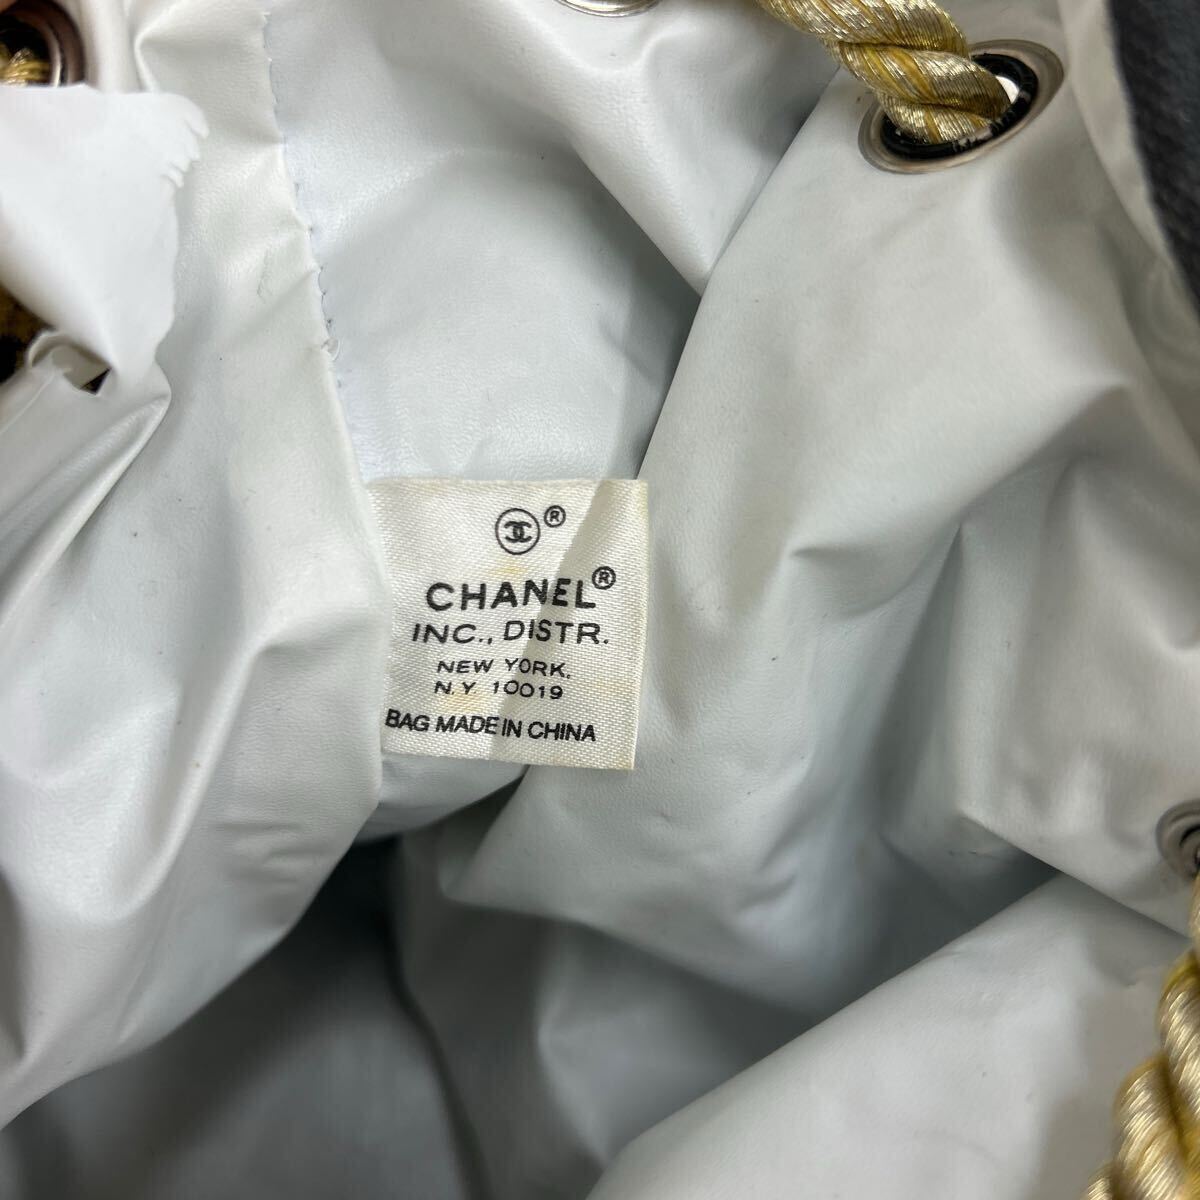 ®
CHANEL®
INC., DISTR.
NEW YORK,
N.Y 10019
BAG MADE IN CHINA